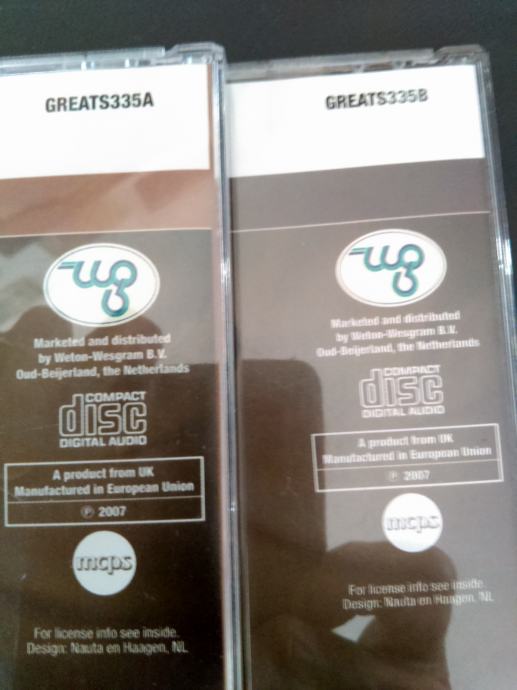 GREATS335A
wg
Marketed and distributed
by Weton-Wesgram B.V.
Oud-Beijerland, the Netherlands
COMPACT
disc
DIGITAL AUDIO
A product from UK
Manufactured in European Union
℗ 2007
mcps
For license info see inside.
Design: Nauta en Haagen, NL
GREATS335B
wg
Marketed and distributed
by Weton-Wesgram B.V.
Oud-Beijerland, the Netherlands
COMPACT
disc
DIGITAL AUDIO
A product from UK
Manufactured in European Union
℗ 2007
mcps
For license info see inside.
Design: Nauta en Haagen, NL